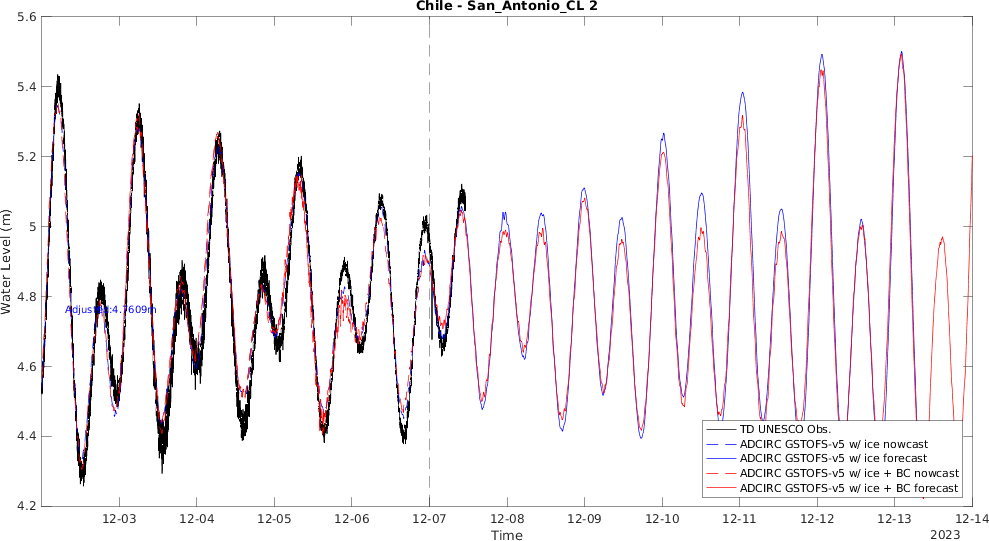 Chile - San_Antonio_CL 2
5.6
5.4
5.2
5
4.8
4.6
4.4
4.2
Water Level (m)
Adjusted:4.7609m
TD UNESCO Obs.
ADCIRC GSTOFS-v5 w/ ice nowcast
ADCIRC GSTOFS-v5 w/ ice forecast
ADCIRC GSTOFS-v5 w/ ice + BC nowcast
ADCIRC GSTOFS-v5 w/ ice + BC forecast
12-03 12-04 12-05 12-06 12-07 12-08 12-09 12-10 12-11 12-12 12-13 12-14
Time
2023